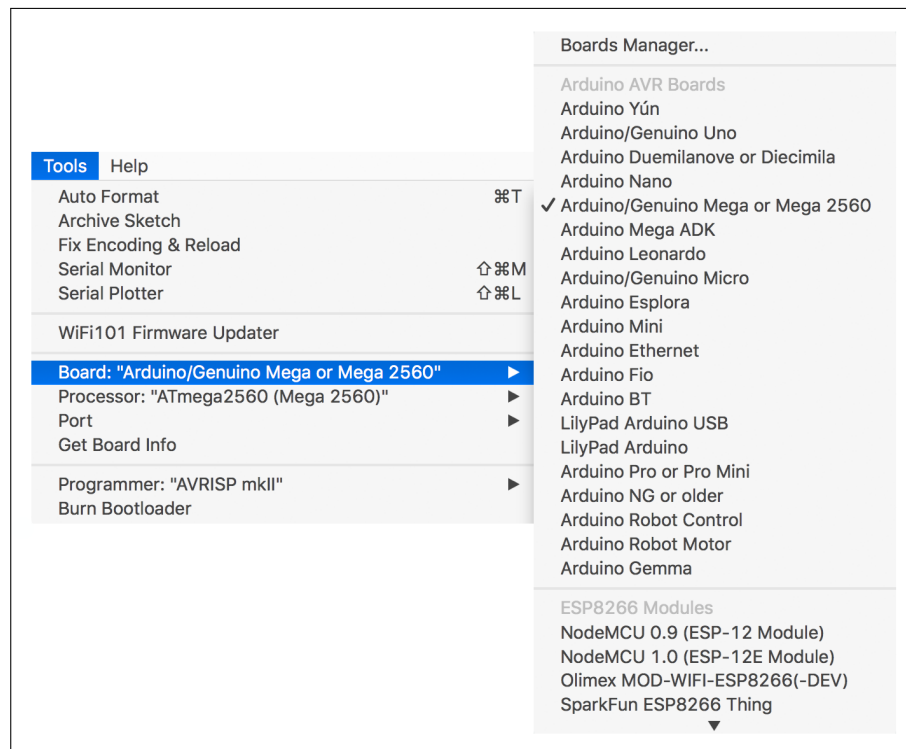 Tools Help
Auto Format ⌘T
Archive Sketch
Fix Encoding & Reload
Serial Monitor ⇧⌘M
Serial Plotter ⇧⌘L
WiFi101 Firmware Updater
Board: "Arduino/Genuino Mega or Mega 2560" ▶
Processor: "ATmega2560 (Mega 2560)" ▶
Port ▶
Get Board Info
Programmer: "AVRISP mkII" ▶
Burn Bootloader
Boards Manager...
Arduino AVR Boards
Arduino Yún
Arduino/Genuino Uno
Arduino Duemilanove or Diecimila
Arduino Nano
✓ Arduino/Genuino Mega or Mega 2560
Arduino Mega ADK
Arduino Leonardo
Arduino/Genuino Micro
Arduino Esplora
Arduino Mini
Arduino Ethernet
Arduino Fio
Arduino BT
LilyPad Arduino USB
LilyPad Arduino
Arduino Pro or Pro Mini
Arduino NG or older
Arduino Robot Control
Arduino Robot Motor
Arduino Gemma
ESP8266 Modules
NodeMCU 0.9 (ESP-12 Module)
NodeMCU 1.0 (ESP-12E Module)
Olimex MOD-WIFI-ESP8266(-DEV)
SparkFun ESP8266 Thing